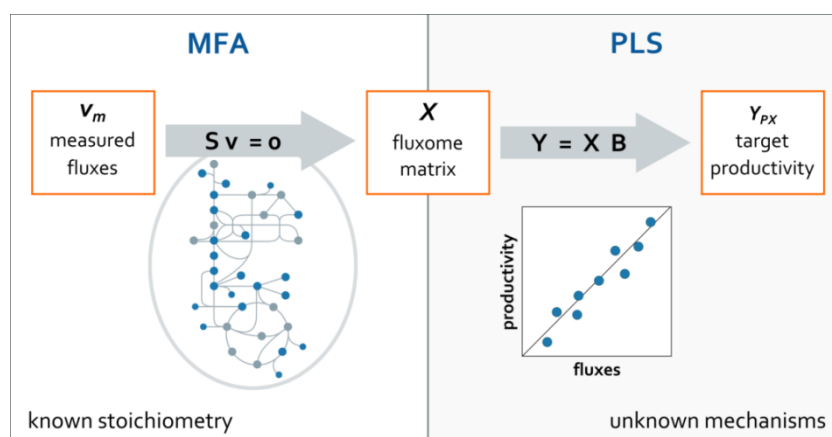 MFA
PLS
v_m
measured
fluxes
S v = 0
X
fluxome
matrix
Y = X B
Y_PX
target
productivity
productivity
fluxes
known stoichiometry
unknown mechanisms